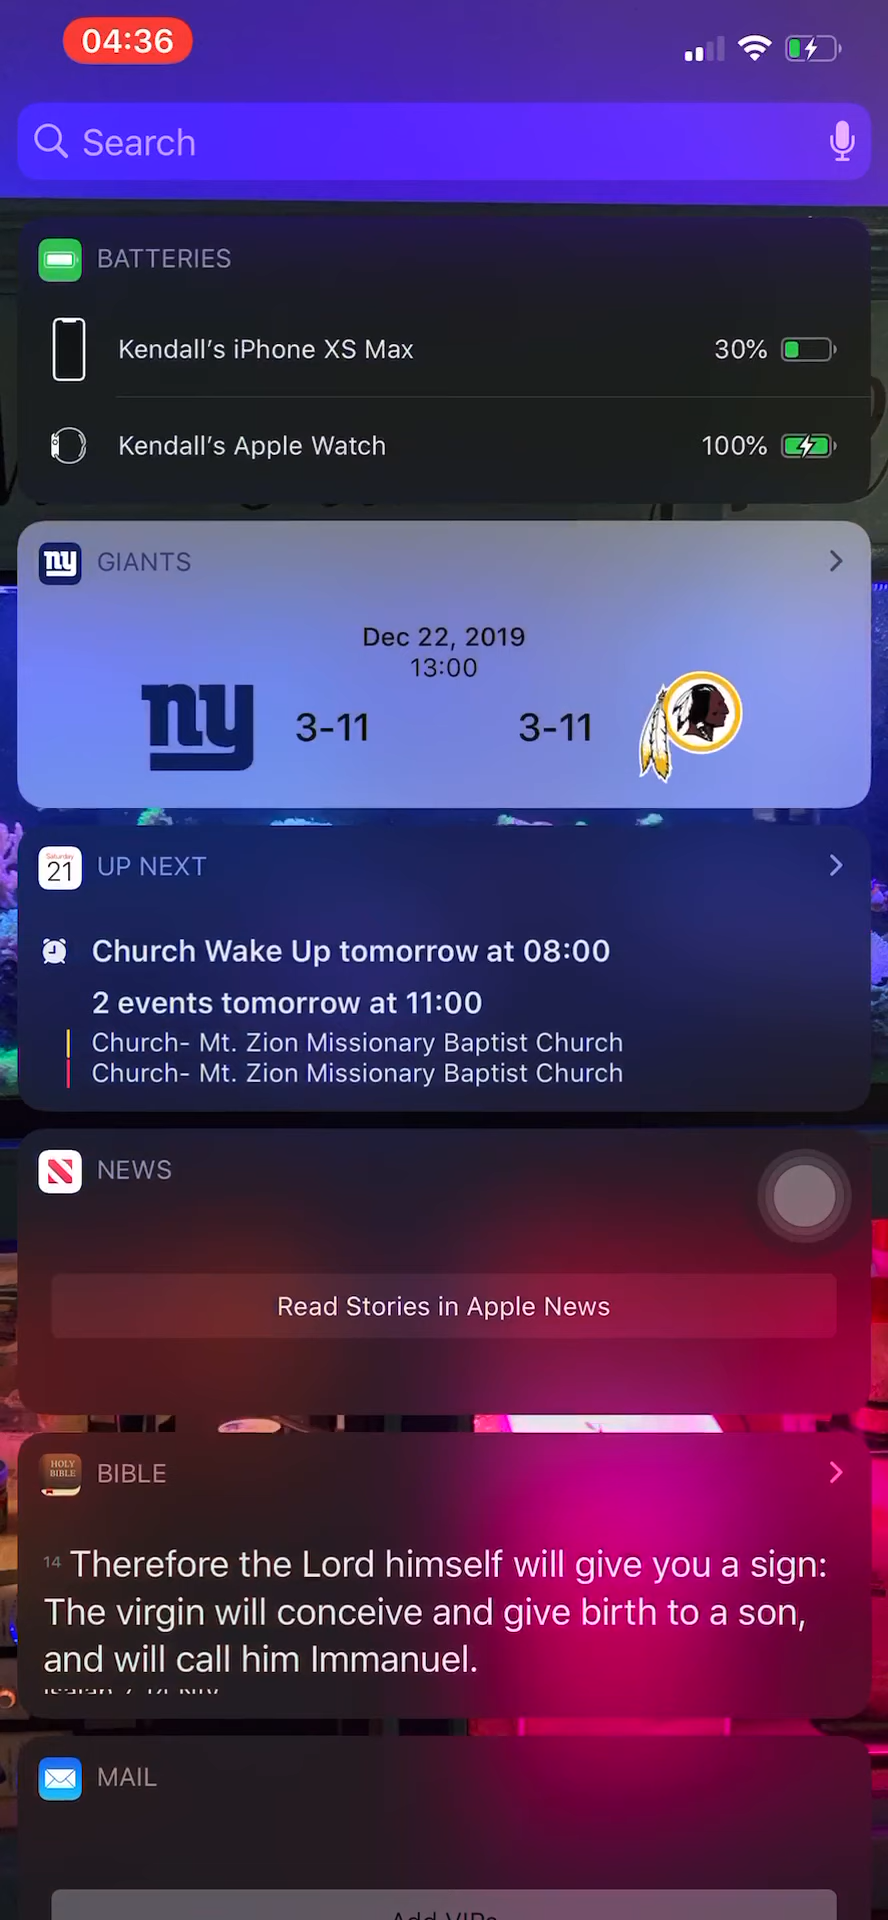 04:36
Search
BATTERIES
Kendall's iPhone XS Max 30%
Kendall's Apple Watch 100%
ny GIANTS
Dec 22, 2019
13:00
ny 3-11 3-11
Saturday
21 UP NEXT
Church Wake Up tomorrow at 08:00
2 events tomorrow at 11:00
Church- Mt. Zion Missionary Baptist Church
Church- Mt. Zion Missionary Baptist Church
NEWS
Read Stories in Apple News
HOLY
BIBLE
BIBLE
14 Therefore the Lord himself will give you a sign:
The virgin will conceive and give birth to a son,
and will call him Immanuel.
MAIL
Add VIPs